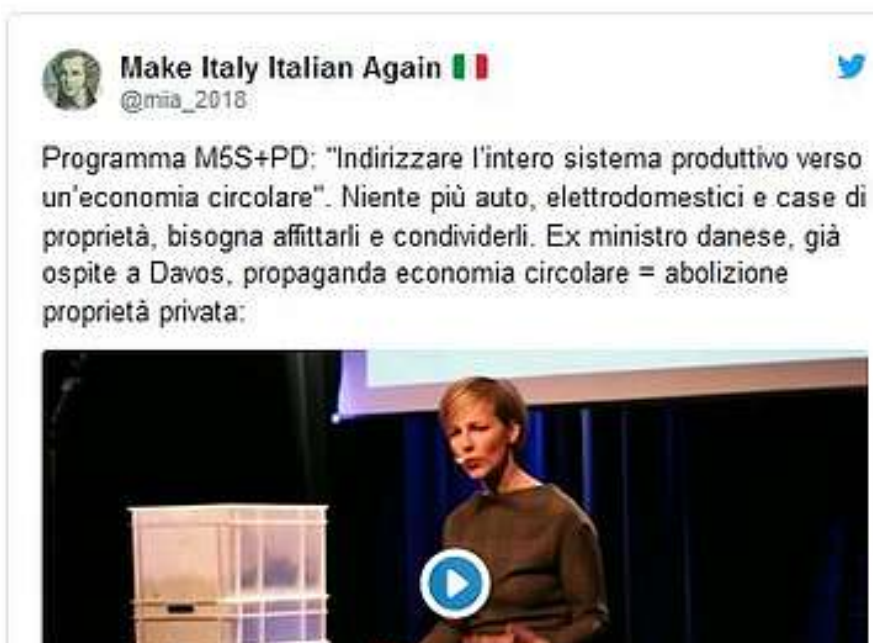 Make Italy Italian Again
@miia_2018
Programma M5S+PD: "Indirizzare l'intero sistema produttivo verso
un'economia circolare". Niente più auto, elettrodomestici e case di
proprietà, bisogna affittarli e condividerli. Ex ministro danese, già
ospite a Davos, propaganda economia circolare = abolizione
proprietà privata: